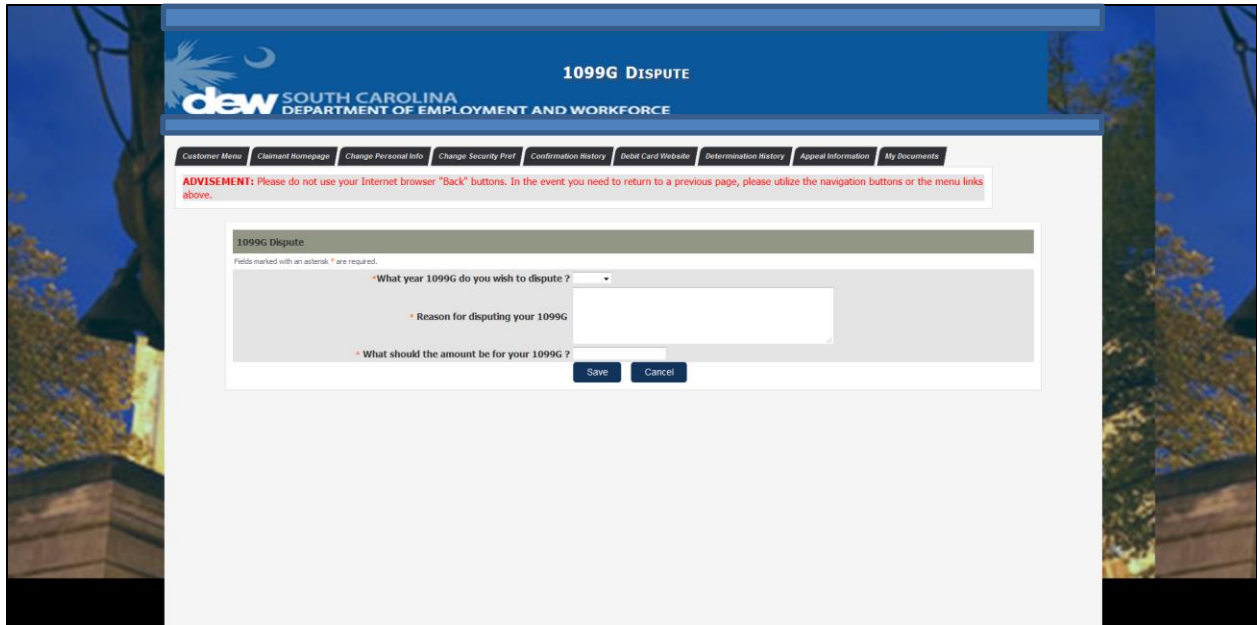 1099G DISPUTE
dew SOUTH CAROLINA
DEPARTMENT OF EMPLOYMENT AND WORKFORCE
Customer Menu Claimant Homepage Change Personal Info Change Security Pref Confirmation History Debit Card Website Determination History Appeal Information My Documents
ADVISEMENT: Please do not use your Internet browser "Back" buttons. In the event you need to return to a previous page, please utilize the navigation buttons or the menu links
above.
1099G Dispute
Fields marked with an asterisk * are required.
*What year 1099G do you wish to dispute ?
* Reason for disputing your 1099G
* What should the amount be for your 1099G ?
Save Cancel